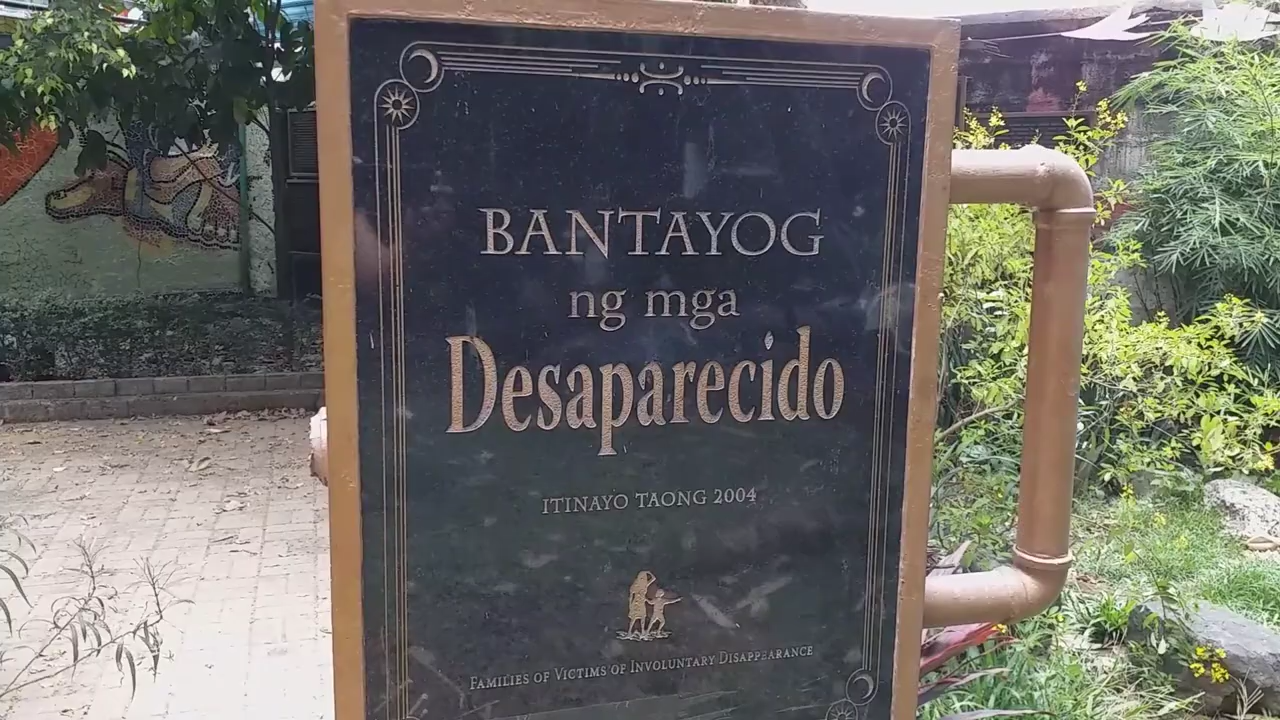 BANTAYOG
ng mga
Desaparecido
ITINAYO TAONG 2004
FAMILIES OF VICTIMS OF INVOLUNTARY DISAPPEARANCE